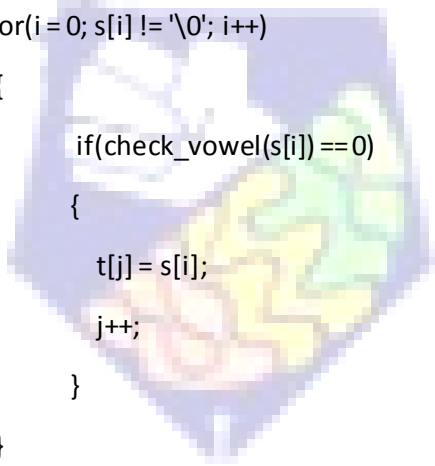 or(i = 0; s[i] != '\0'; i++)
{
if(check_vowel(s[i]) == 0)
{
t[j] = s[i];
j++;
}
}